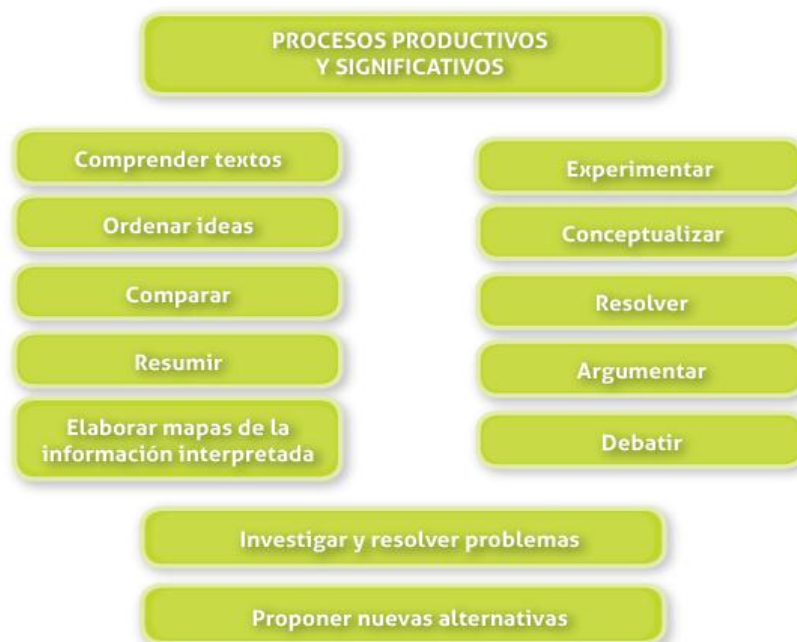 PROCESOS PRODUCTIVOS
Y SIGNIFICATIVOS
Comprender textos
Ordenar ideas
Comparar
Resumir
Elaborar mapas de la
información interpretada
Experimentar
Conceptualizar
Resolver
Argumentar
Debatir
Investigar y resolver problemas
Proponer nuevas alternativas